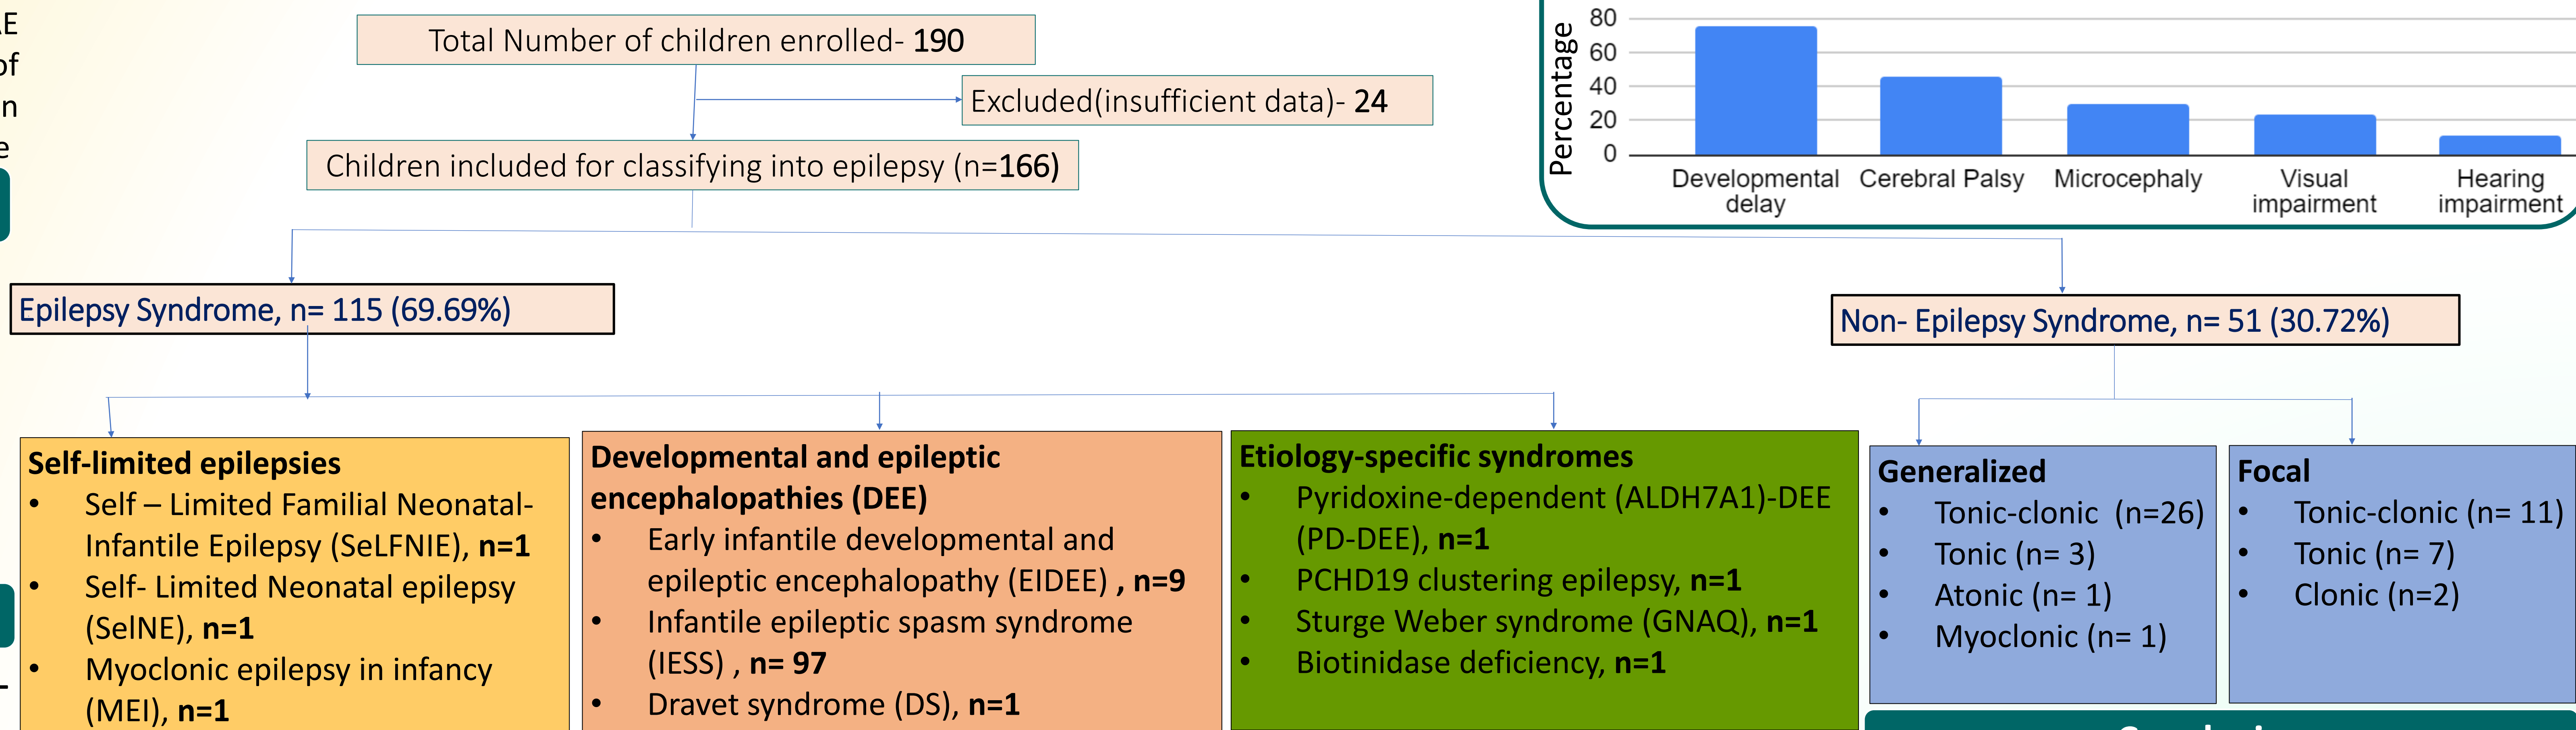 Total Number of children enrolled- 190
Excluded(insufficient data)- 24
Children included for classifying into epilepsy (n=166)
Percentage
80
60
40
20
0
Developmental delay
Cerebral Palsy
Microcephaly
Visual impairment
Hearing impairment
Epilepsy Syndrome, n= 115 (69.69%)
Non- Epilepsy Syndrome, n= 51 (30.72%)
Self-limited epilepsies
• Self – Limited Familial Neonatal-
Infantile Epilepsy (SeLFNIE), n=1
• Self- Limited Neonatal epilepsy
(SelNE), n=1
• Myoclonic epilepsy in infancy
(MEI), n=1
Developmental and epileptic
encephalopathies (DEE)
• Early infantile developmental and
epileptic encephalopathy (EIDEE) , n=9
• Infantile epileptic spasm syndrome
(IESS) , n= 97
• Dravet syndrome (DS), n=1
Etiology-specific syndromes
• Pyridoxine-dependent (ALDH7A1)-DEE
(PD-DEE), n=1
• PCHD19 clustering epilepsy, n=1
• Sturge Weber syndrome (GNAQ), n=1
• Biotinidase deficiency, n=1
Generalized
• Tonic-clonic  (n=26)
• Tonic (n= 3)
• Atonic (n= 1)
• Myoclonic (n= 1)
Focal
• Tonic-clonic (n= 11)
• Tonic (n= 7)
• Clonic (n=2)